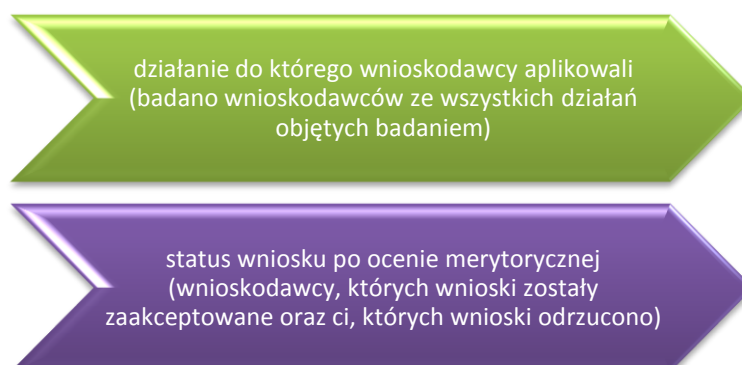 działanie do którego wnioskodawcy aplikowali
(badano wnioskodawców ze wszystkich działań
objętych badaniem)
status wniosku po ocenie merytorycznej
(wnioskodawcy, których wnioski zostały
zaakceptowane oraz ci, których wnioski odrzucono)